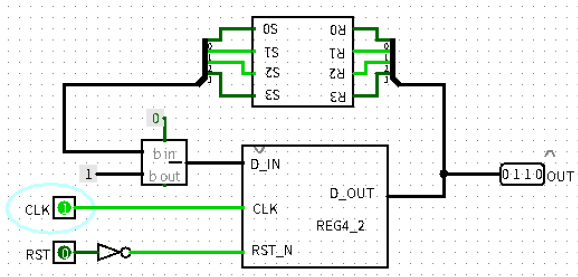 S0 R0
S1 R1
S2 R2
S3 R3
0
b in
1
b out
D_IN
D_OUT
0110 OUT
CLK 1
CLK
REG4_2
RST 0
RST_N